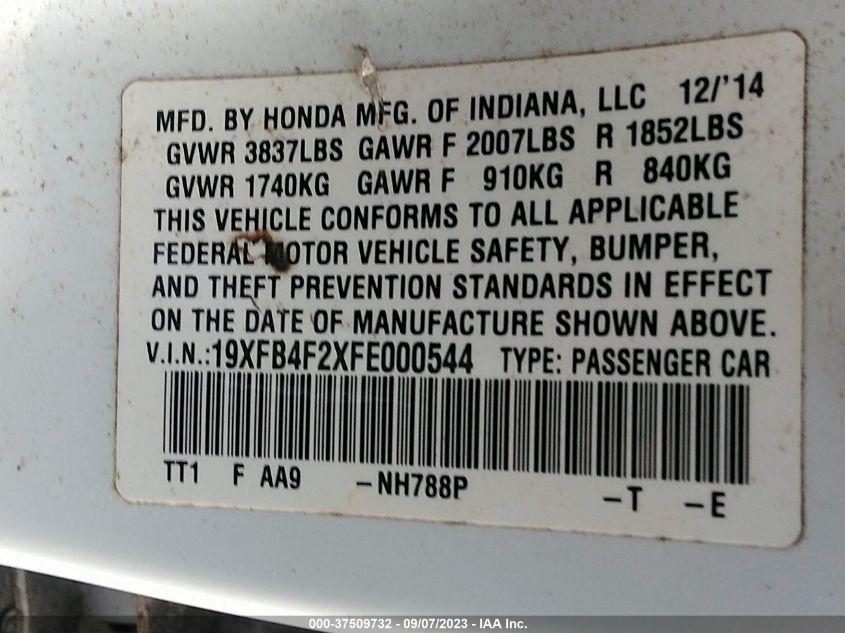 MFD. BY HONDA MFG. OF INDIANA, LLC 12/'14
GVWR 3837LBS GAWR F 2007LBS R 1852LBS
GVWR 1740KG GAWR F 910KG R 840KG
THIS VEHICLE CONFORMS TO ALL APPLICABLE
FEDERAL MOTOR VEHICLE SAFETY, BUMPER,
AND THEFT PREVENTION STANDARDS IN EFFECT
ON THE DATE OF MANUFACTURE SHOWN ABOVE.
V.I.N.:19XFB4F2XFE000544 TYPE: PASSENGER CAR
TT1 F AA9 -NH788P -T -E
000-37509732 - 09/07/2023 - IAA Inc.